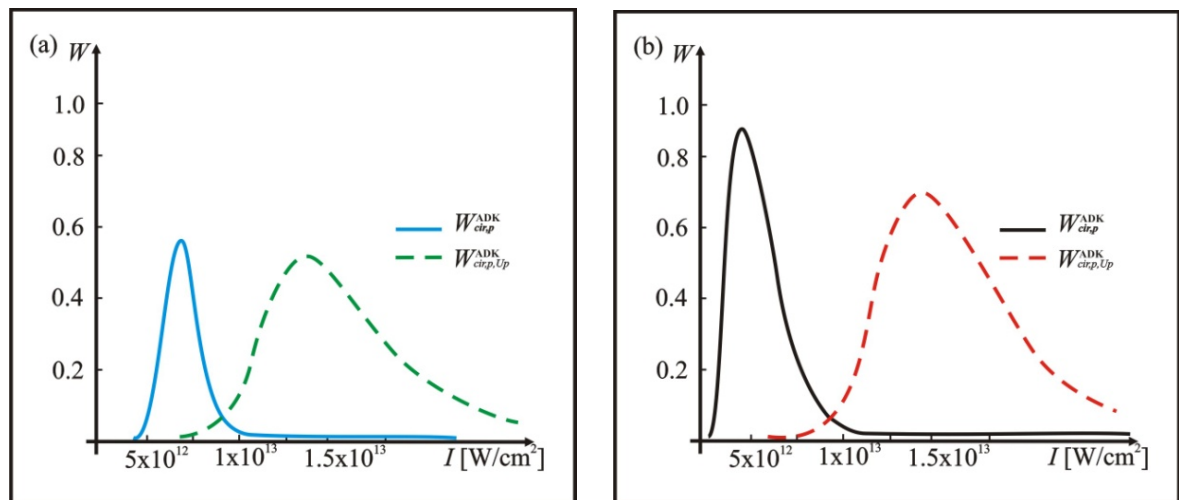 (a)
W
1.0
0.8
0.6
0.4
0.2
W^ADK_cir,p
W^ADK_cir,p,Up
5x10^12
1x10^13
1.5x10^13
I [W/cm^2]
(b)
W
1.0
0.8
0.6
0.4
0.2
W^ADK_cir,p
W^ADK_cir,p,Up
5x10^12
1x10^13
1.5x10^13
I [W/cm^2]